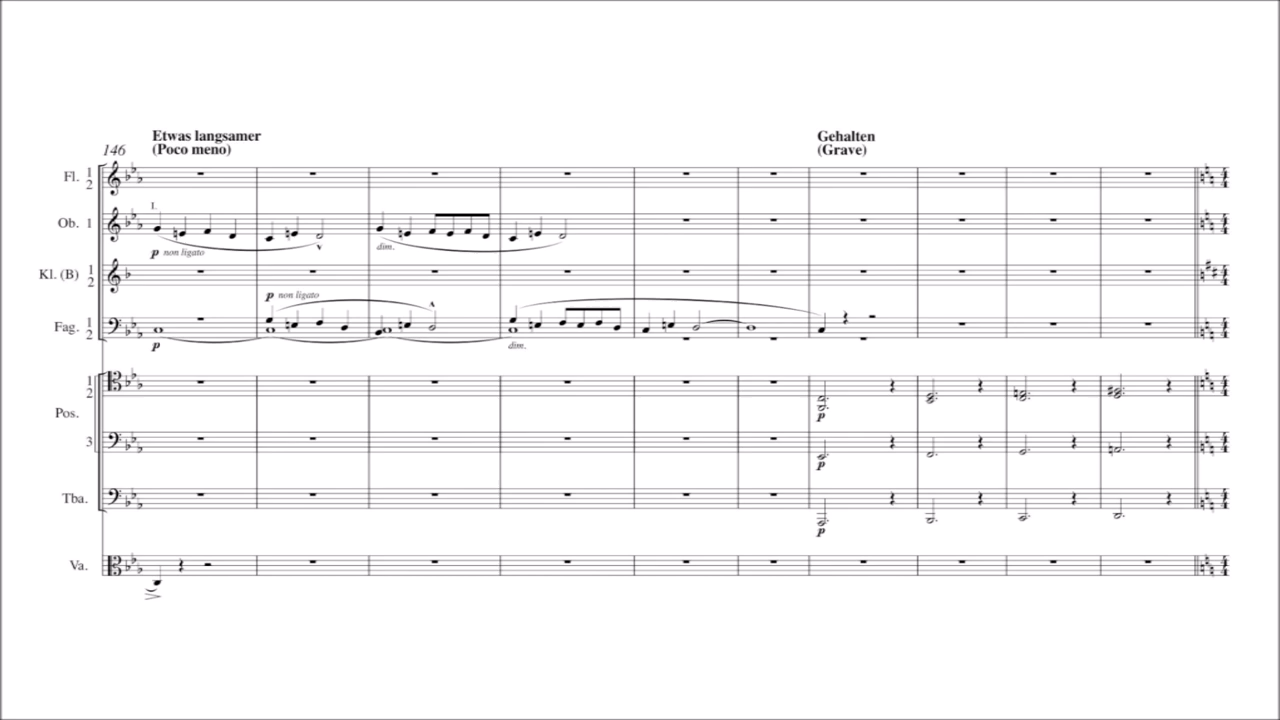 Etwas langsamer
(Poco meno)
Gehalten
(Grave)
146
Fl. 1
2
I.
Ob. 1
p non ligato
dim.
Kl. (B) 1
2
p non ligato
Fag. 1
2
p
dim.
1
2
Pos.
p
3
p
Tba.
p
Va.